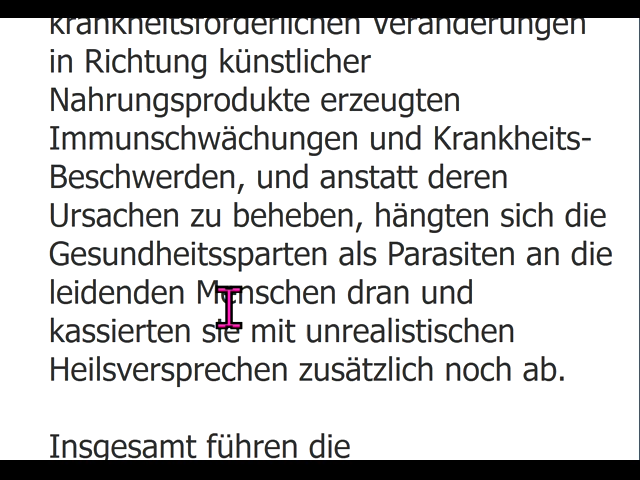 krankheitsförderlichen Veränderungen
in Richtung künstlicher
Nahrungsprodukte erzeugten
Immunschwächungen und Krankheits-
Beschwerden, und anstatt deren
Ursachen zu beheben, hängten sich die
Gesundheitssparten als Parasiten an die
leidenden Menschen dran und
kassierten sie mit unrealistischen
Heilsversprechen zusätzlich noch ab.
Insgesamt führen die